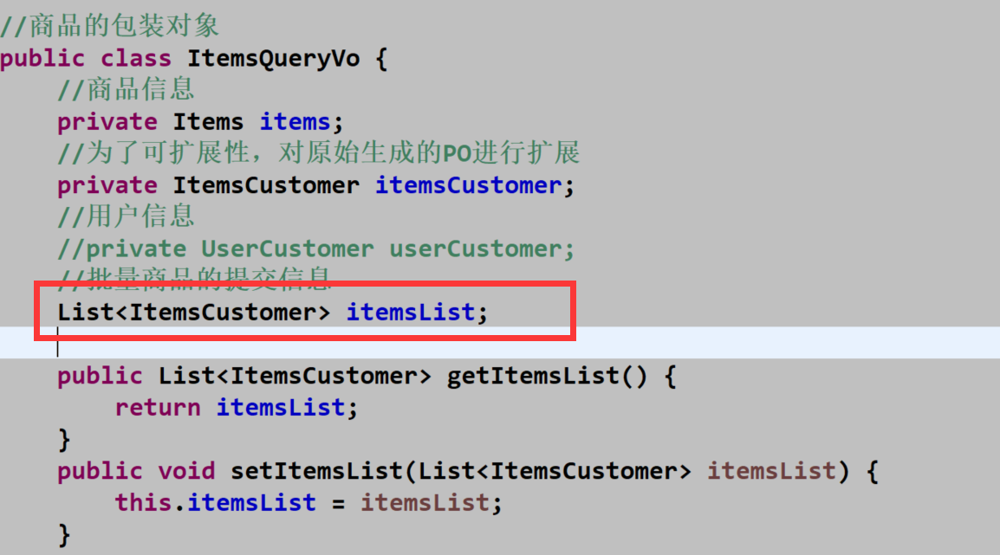 //商品的包装对象
public class ItemsQueryVo {
//商品信息
private Items items;
//为了可扩展性，对原始生成的PO进行扩展
private ItemsCustomer itemsCustomer;
//用户信息
//private UserCustomer userCustomer;
//批量商品的提交信息
List<ItemsCustomer> itemsList;
public List<ItemsCustomer> getItemsList() {
return itemsList;
}
public void setItemsList(List<ItemsCustomer> itemsList) {
this.itemsList = itemsList;
}